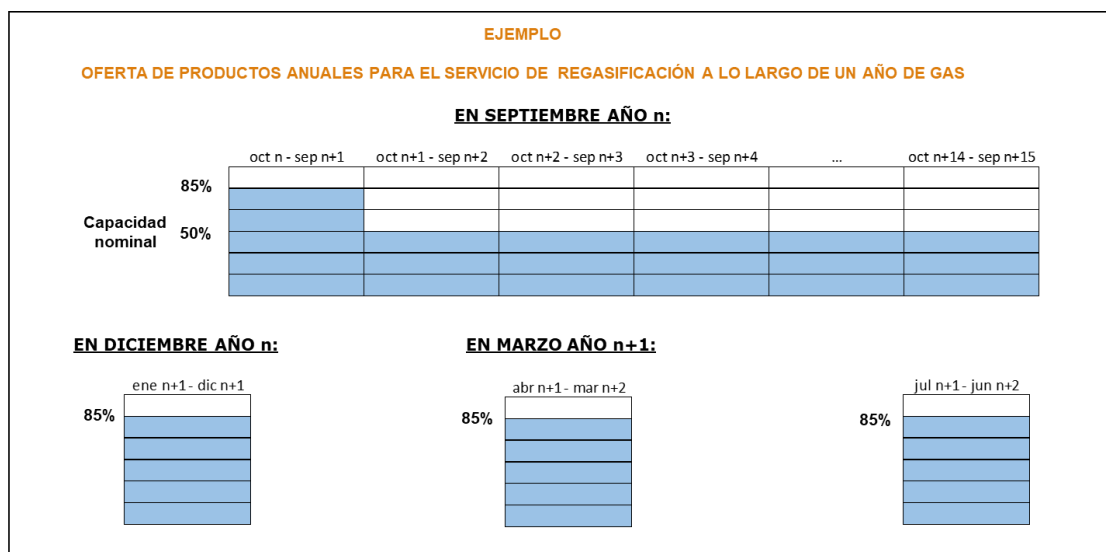 EJEMPLO
OFERTA DE PRODUCTOS ANUALES PARA EL SERVICIO DE REGASIFICACIÓN A LO LARGO DE UN AÑO DE GAS
EN SEPTIEMBRE AÑO n:
oct n - sep n+1 oct n+1 - sep n+2 oct n+2 - sep n+3 oct n+3 - sep n+4 ... oct n+14 - sep n+15
85%
Capacidad
nominal
50%
EN DICIEMBRE AÑO n:
EN MARZO AÑO n+1:
ene n+1 - dic n+1
abr n+1 - mar n+2
jul n+1 - jun n+2
85%
85%
85%